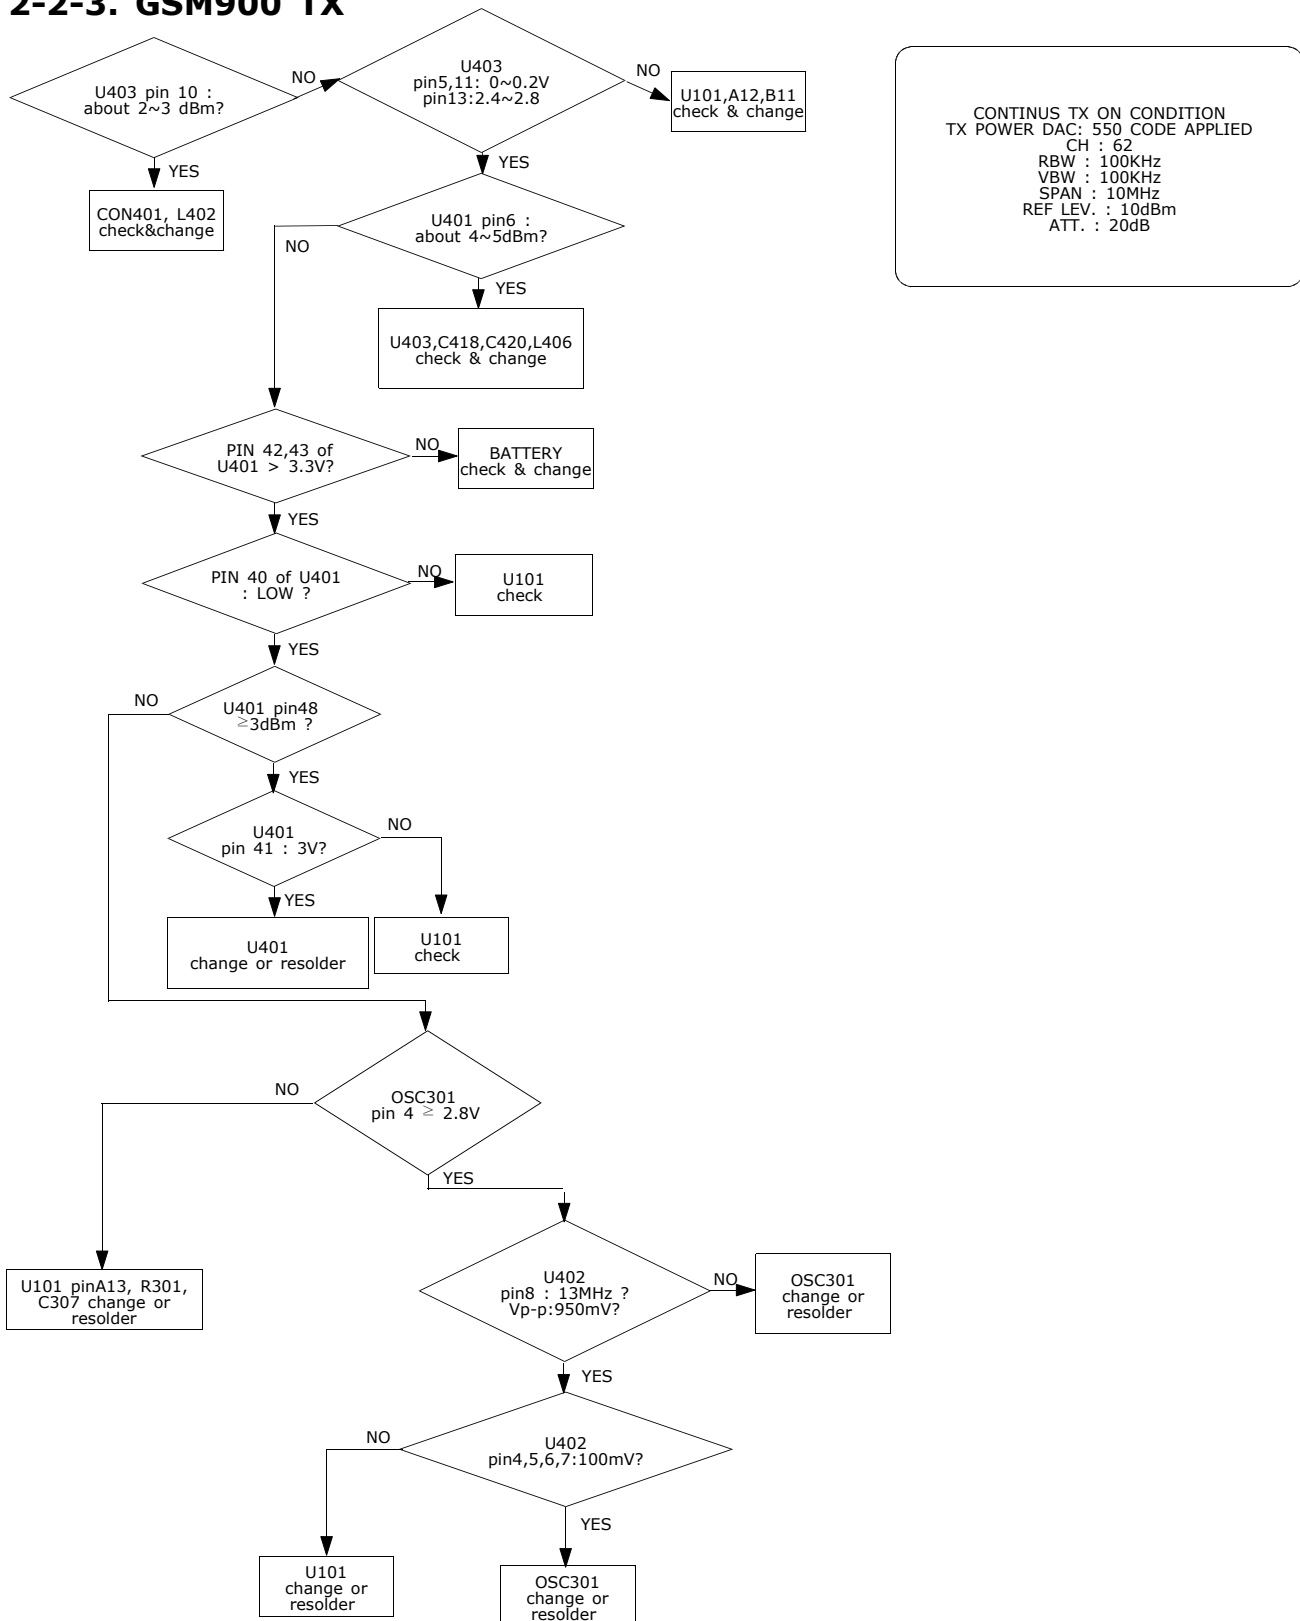 2-2-3. GSM900 TX
U403 pin 10 :
about 2~3 dBm?
NO
YES
CON401, L402
check&change
U403
pin5,11: 0~0.2V
pin13:2.4~2.8
NO
U101,A12,B11
check & change
YES
U401 pin6 :
about 4~5dBm?
NO
YES
U403,C418,C420,L406
check & change
CONTINUS TX ON CONDITION
TX POWER DAC: 550 CODE APPLIED
CH : 62
RBW : 100KHz
VBW : 100KHz
SPAN : 10MHz
REF LEV. : 10dBm
ATT. : 20dB
PIN 42,43 of
U401 > 3.3V?
NO
BATTERY
check & change
YES
PIN 40 of U401
: LOW ?
NO
U101
check
YES
U401 pin48
≥3dBm ?
NO
YES
U401
pin 41 : 3V?
NO
YES
U401
change or resolder
U101
check
OSC301
pin 4 ≥ 2.8V
NO
YES
U101 pinA13, R301,
C307 change or
resolder
U402
pin8 : 13MHz ?
Vp-p:950mV?
NO
OSC301
change or
resolder
YES
U402
pin4,5,6,7:100mV?
NO
YES
U101
change or
resolder
OSC301
change or
resolder